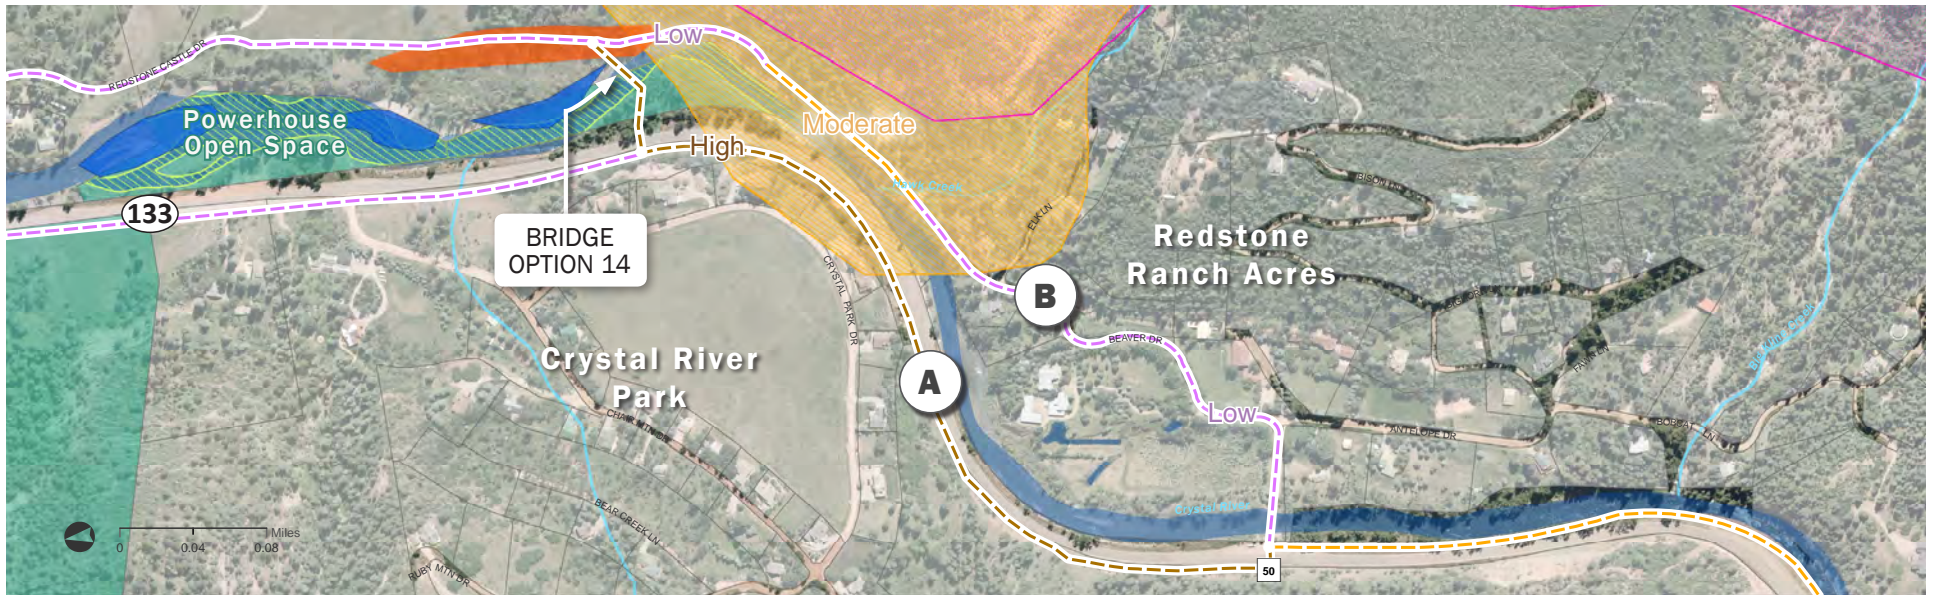 Low
REDSTONE CASTLE DR
Powerhouse
Open Space
Moderate
High
133
BRIDGE
OPTION 14
BISON LN
ELK LN
Redstone
Ranch Acres
CRYSTAL PARK DR
B
BEAVER DR
FAWN LN
Crystal River
Park
A
CHAIR MTN DR
Low
ANTELOPE DR
BOBCAT LN
BEAR CREEK LN
Crystal River
Miles
0
0.04
0.08
RUBY MTN DR
50